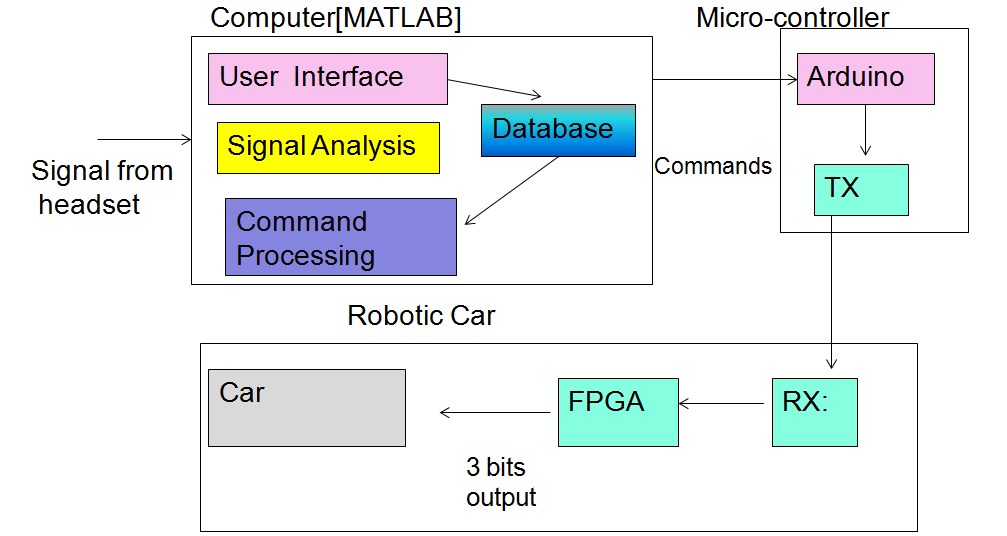 Computer[MATLAB]
Micro-controller
User Interface
Arduino
Database
Signal Analysis
Signal from
headset
Commands
TX
Command
Processing
Robotic Car
Car
FPGA
RX:
3 bits
output